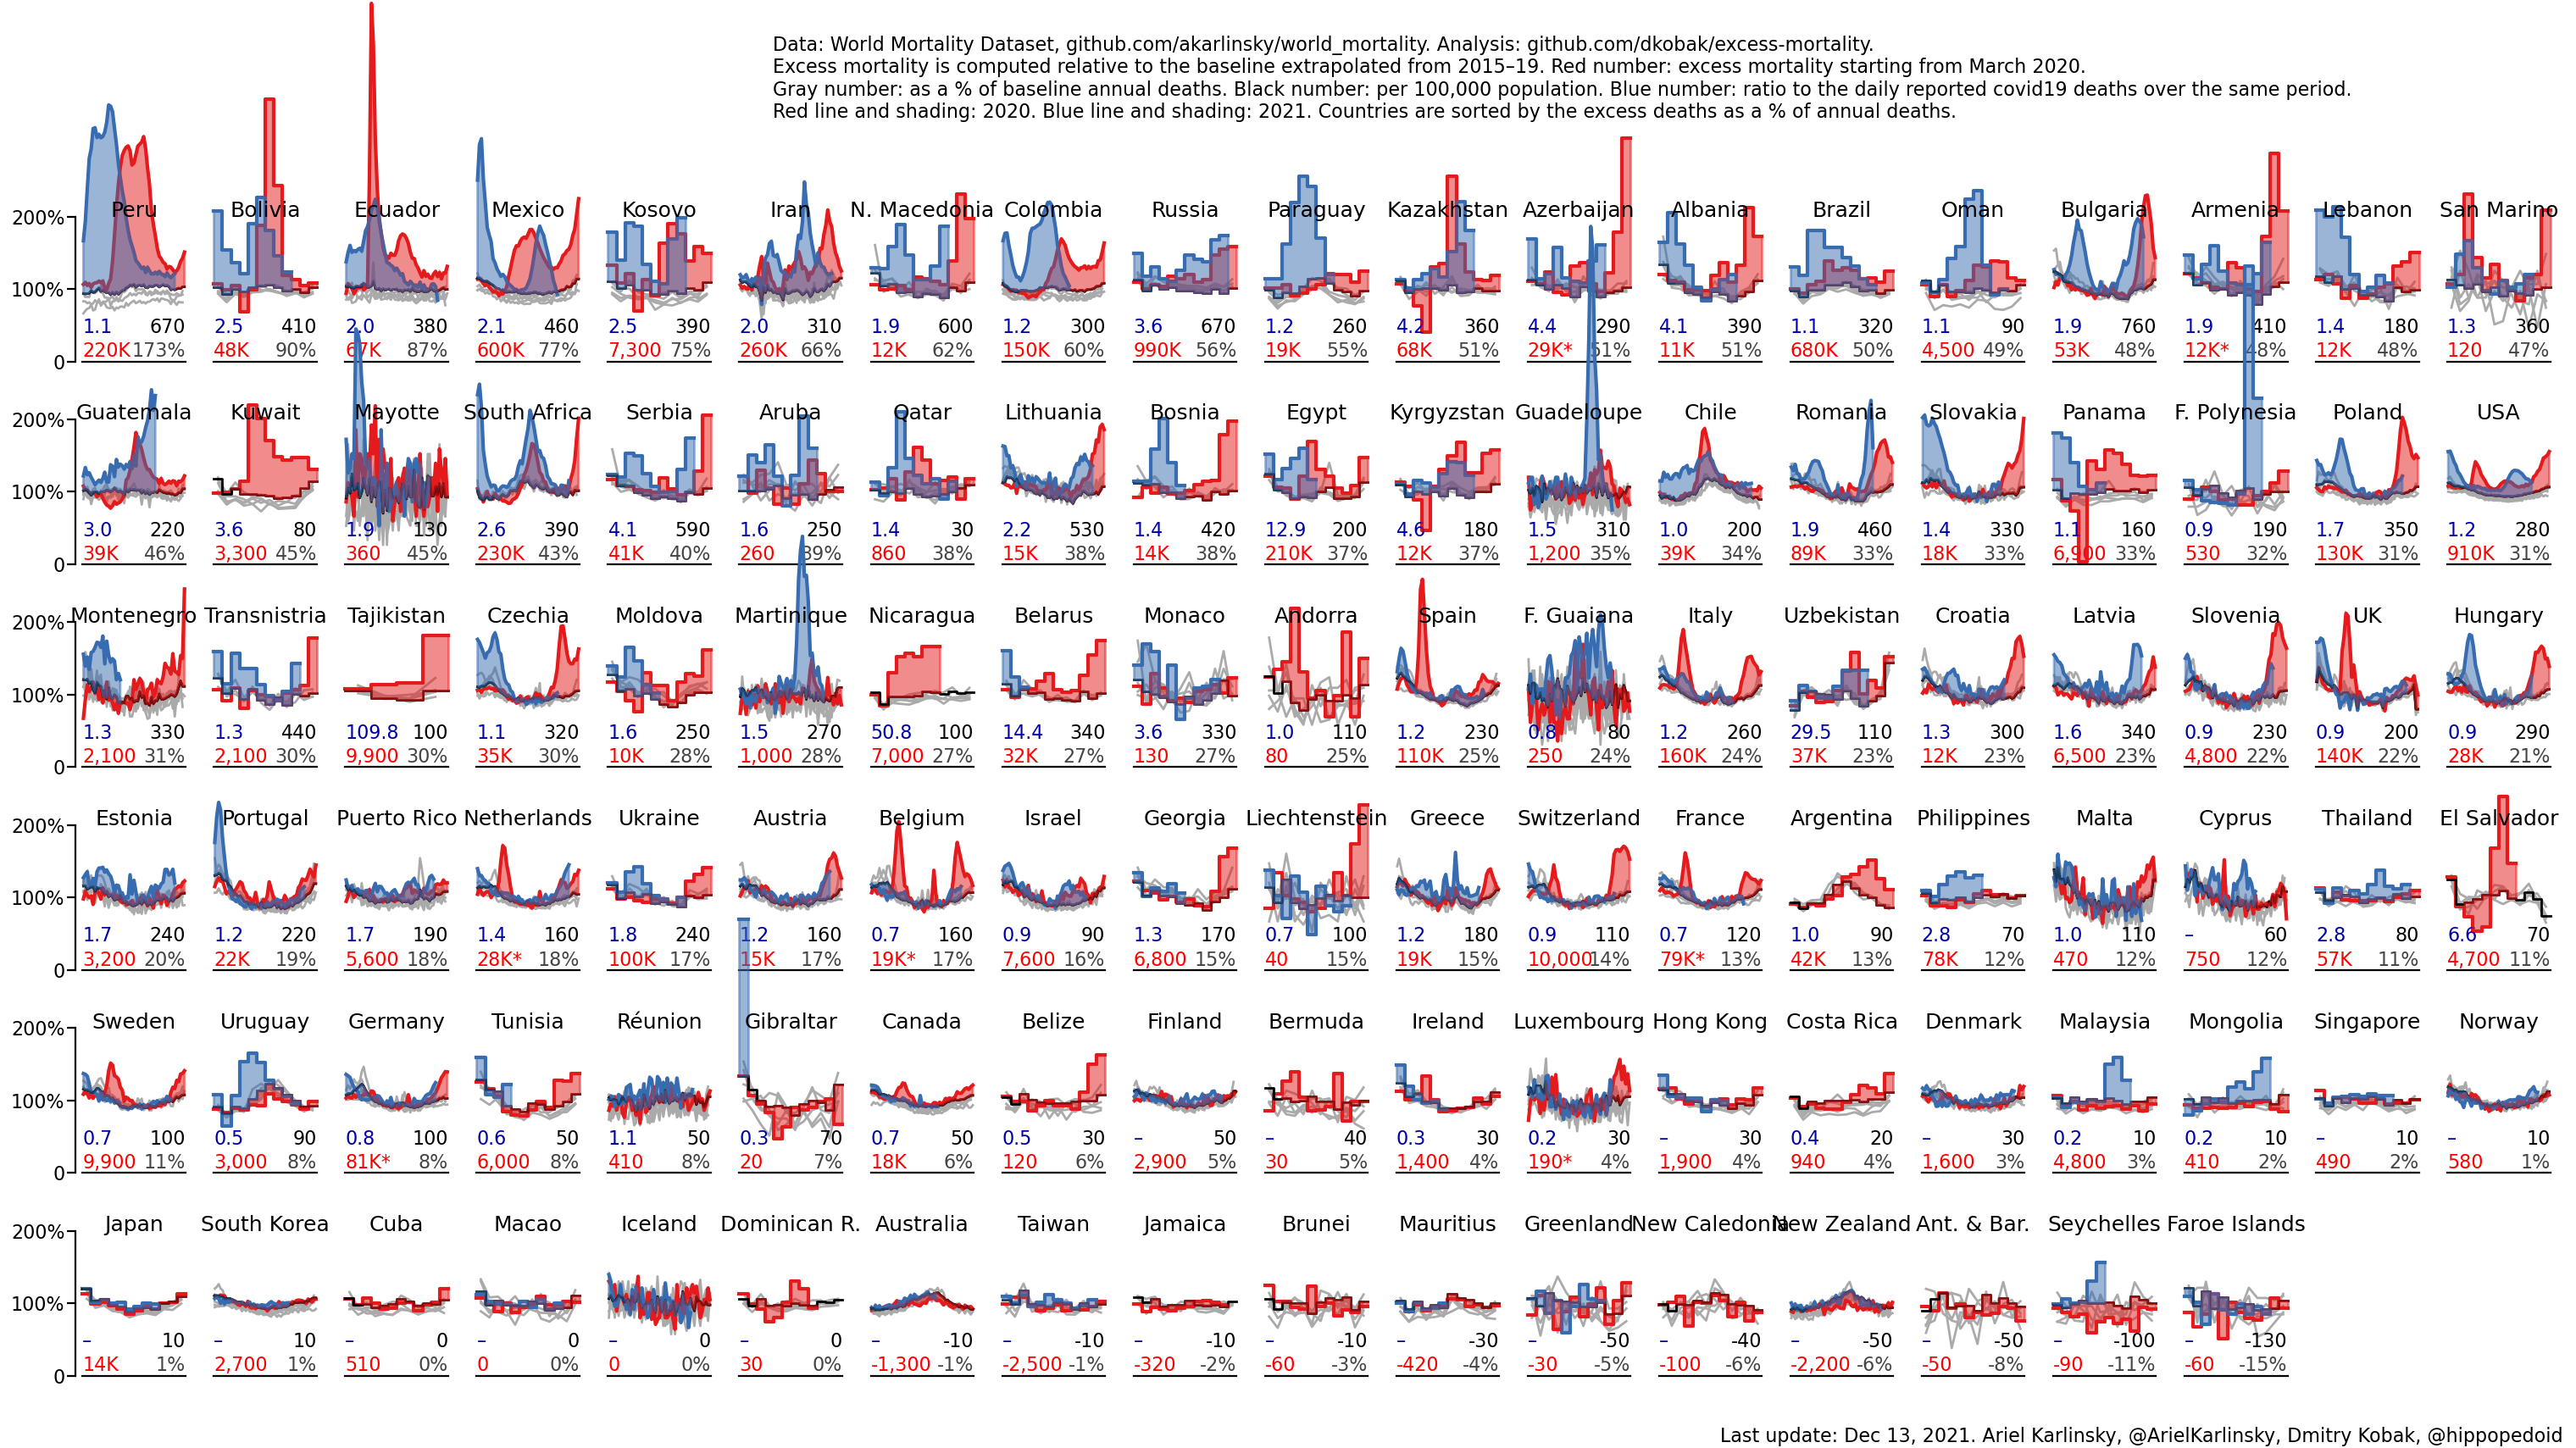 Data: World Mortality Dataset, github.com/akarlinsky/world_mortality. Analysis: github.com/dkobak/excess-mortality.
Excess mortality is computed relative to the baseline extrapolated from 2015–19. Red number: excess mortality starting from March 2020.
Gray number: as a % of baseline annual deaths. Black number: per 100,000 population. Blue number: ratio to the daily reported covid19 deaths over the same period.
Red line and shading: 2020. Blue line and shading: 2021. Countries are sorted by the excess deaths as a % of annual deaths.
200% Peru Bolivia Ecuador Mexico Kosovo Iran N. Macedonia Colombia Russia Paraguay Kazakhstan Azerbaijan Albania Brazil Oman Bulgaria Armenia Lebanon San Marino
100%
1.1 670 2.5 410 2.0 380 2.1 460 2.5 390 2.0 310 1.9 600 1.2 300 3.6 670 1.2 260 4.2 360 4.4 290 4.1 390 1.1 320 1.1 90 1.9 760 1.9 410 1.4 180 1.3 360
0 220K 173% 48K 90% 67K 87% 600K 77% 7,300 75% 260K 66% 12K 62% 150K 60% 990K 56% 19K 55% 68K 51% 29K* 51% 11K 51% 680K 50% 4,500 49% 53K 48% 12K* 48% 12K 48% 120 47%
200% Guatemala Kuwait Mayotte South Africa Serbia Aruba Qatar Lithuania Bosnia Egypt Kyrgyzstan Guadeloupe Chile Romania Slovakia Panama F. Polynesia Poland USA
100%
3.0 220 3.6 80 1.9 130 2.6 390 4.1 590 1.6 250 1.4 30 2.2 530 1.4 420 12.9 200 4.6 180 1.5 310 1.0 200 1.9 460 1.4 330 1.1 160 0.9 190 1.7 350 1.2 280
0 39K 46% 3,300 45% 360 45% 230K 43% 41K 40% 260 39% 860 38% 15K 38% 14K 38% 210K 37% 12K 37% 1,200 35% 39K 34% 89K 33% 18K 33% 6,900 33% 530 32% 130K 31% 910K 31%
200% Montenegro Transnistria Tajikistan Czechia Moldova Martinique Nicaragua Belarus Monaco Andorra Spain F. Guaiana Italy Uzbekistan Croatia Latvia Slovenia UK Hungary
100%
1.3 330 1.3 440 109.8 100 1.1 320 1.6 250 1.5 270 50.8 100 14.4 340 3.6 330 1.0 110 1.2 230 0.8 80 1.2 260 29.5 110 1.3 300 1.6 340 0.9 230 0.9 200 0.9 290
0 2,100 31% 2,100 30% 9,900 30% 35K 30% 10K 28% 1,000 28% 7,000 27% 32K 27% 130 27% 80 25% 110K 25% 250 24% 160K 24% 37K 23% 12K 23% 6,500 23% 4,800 22% 140K 22% 28K 21%
200% Estonia Portugal Puerto Rico Netherlands Ukraine Austria Belgium Israel Georgia Liechtenstein Greece Switzerland France Argentina Philippines Malta Cyprus Thailand El Salvador
100%
1.7 240 1.2 220 1.7 190 1.4 160 1.8 240 1.2 160 0.7 160 0.9 90 1.3 170 0.7 100 1.2 180 0.9 110 0.7 120 1.0 90 2.8 70 1.0 110 – 60 2.8 80 6.6 70
0 3,200 20% 22K 19% 5,600 18% 28K* 18% 100K 17% 15K 17% 19K* 17% 7,600 16% 6,800 15% 40 15% 19K 15% 10,000 14% 79K* 13% 42K 13% 78K 12% 470 12% 750 12% 57K 11% 4,700 11%
200% Sweden Uruguay Germany Tunisia Réunion Gibraltar Canada Belize Finland Bermuda Ireland Luxembourg Hong Kong Costa Rica Denmark Malaysia Mongolia Singapore Norway
100%
0.7 100 0.5 90 0.8 100 0.6 50 1.1 50 0.3 70 0.7 50 0.5 30 – 50 – 40 0.3 30 0.2 30 – 30 0.4 20 – 30 0.2 10 0.2 10 – 10 – 10
0 9,900 11% 3,000 8% 81K* 8% 6,000 8% 410 8% 20 7% 18K 6% 120 6% 2,900 5% 30 5% 1,400 4% 190* 4% 1,900 4% 940 4% 1,600 3% 4,800 3% 410 2% 490 2% 580 1%
200% Japan South Korea Cuba Macao Iceland Dominican R. Australia Taiwan Jamaica Brunei Mauritius Greenland New Caledonia New Zealand Ant. & Bar. Seychelles Faroe Islands
100%
– 10 – 10 – 0 – 0 – 0 – 0 – -10 – -10 – -10 – -10 – -30 – -50 – -40 – -50 – -50 – -100 – -130
0 14K 1% 2,700 1% 510 0% 0 0% 0 0% 30 0% -1,300 -1% -2,500 -1% -320 -2% -60 -3% -420 -4% -30 -5% -100 -6% -2,200 -6% -50 -8% -90 -11% -60 -15%
Last update: Dec 13, 2021. Ariel Karlinsky, @ArielKarlinsky, Dmitry Kobak, @hippopedoid